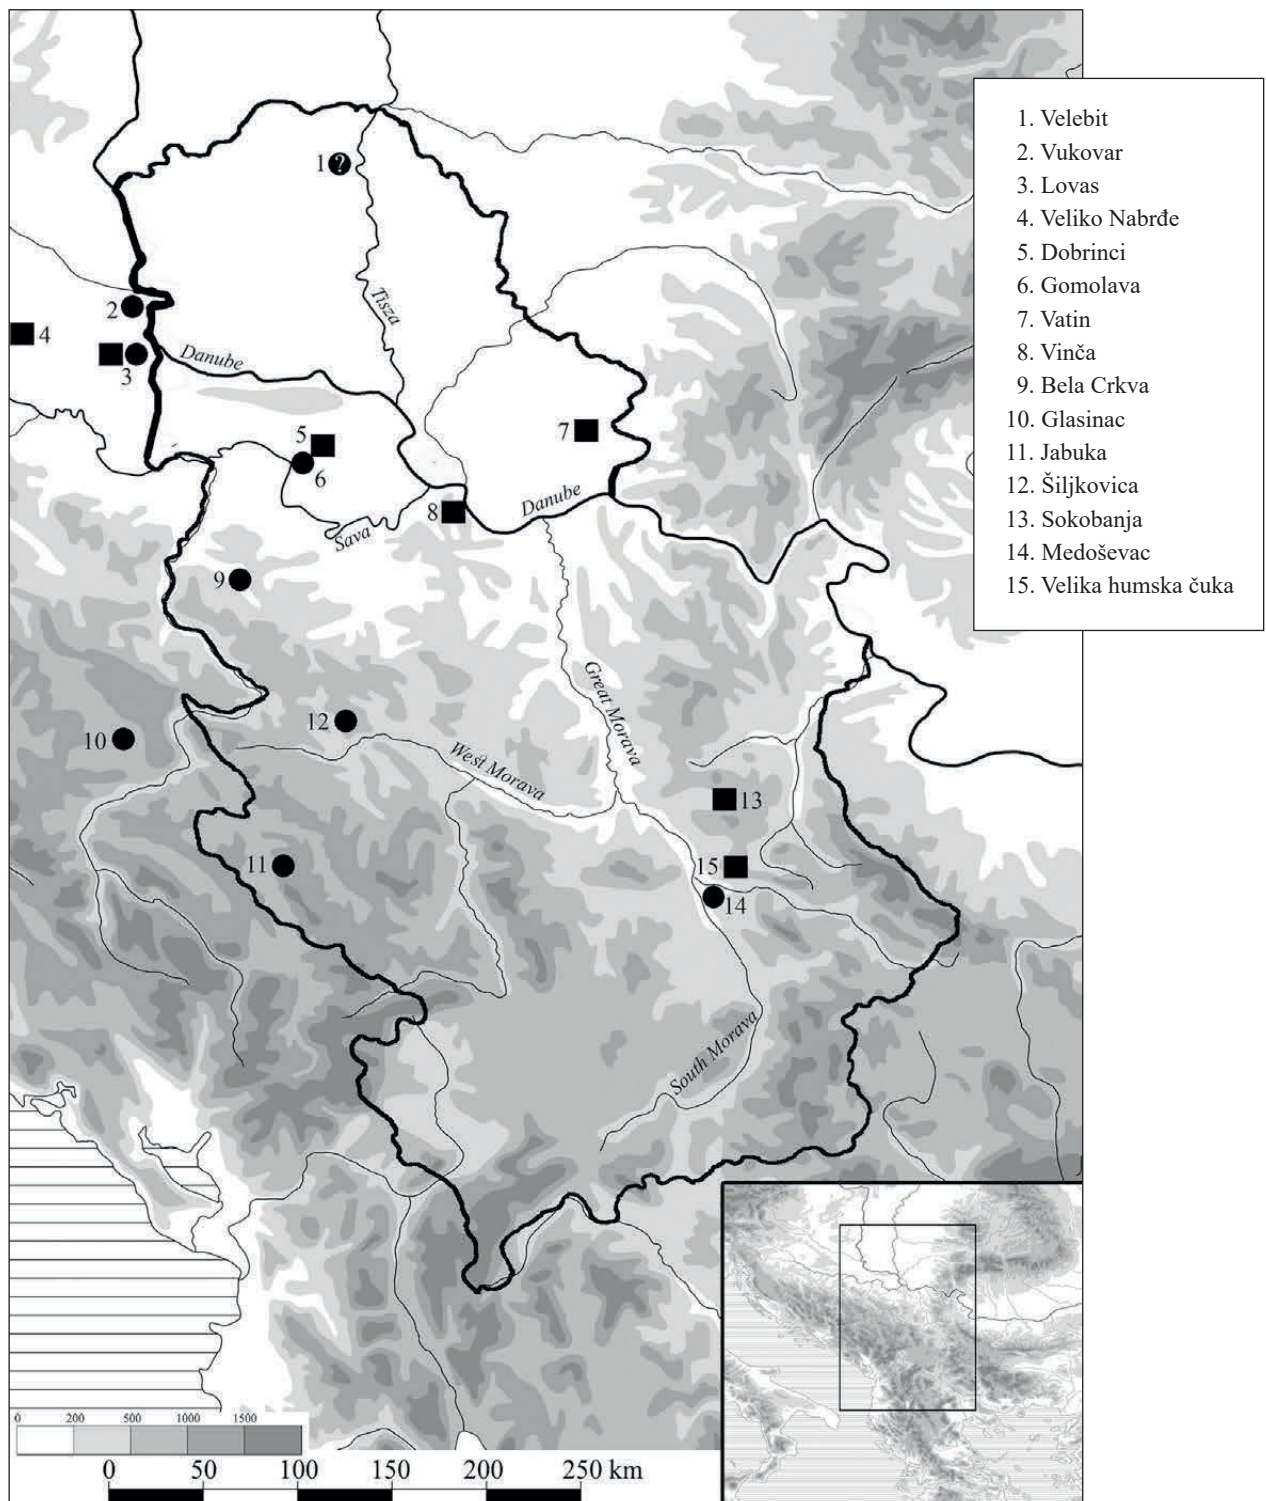 1. Velebit
2. Vukovar
3. Lovas
4. Veliko Nabrđe
5. Dobrinci
6. Gomolava
7. Vatin
8. Vinča
9. Bela Crkva
10. Glasinac
11. Jabuka
12. Šiljkovica
13. Sokobanja
14. Medoševac
15. Velika humska čuka
1 ?
Tisza
2
4
3
Danube
5
6
7
8
Danube
Sava
9
Great Morava
10
12
West Morava
13
11
15
14
South Morava
0 200 500 1000 1500
0 50 100 150 200 250 km